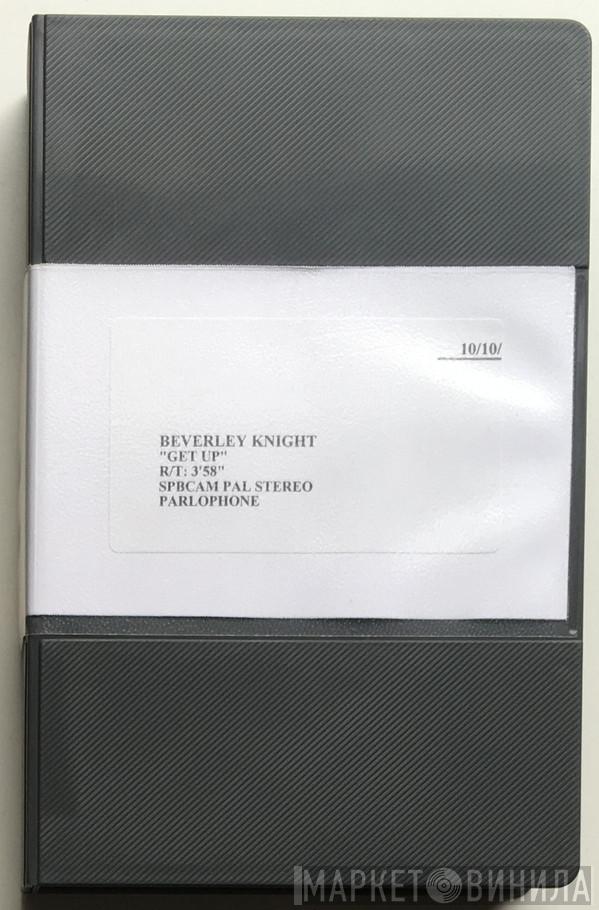 10/10/
BEVERLEY KNIGHT
"GET UP"
R/T: 3'58"
SPBCAM PAL STEREO
PARLOPHONE
МАРКЕТ ВИНИЛА